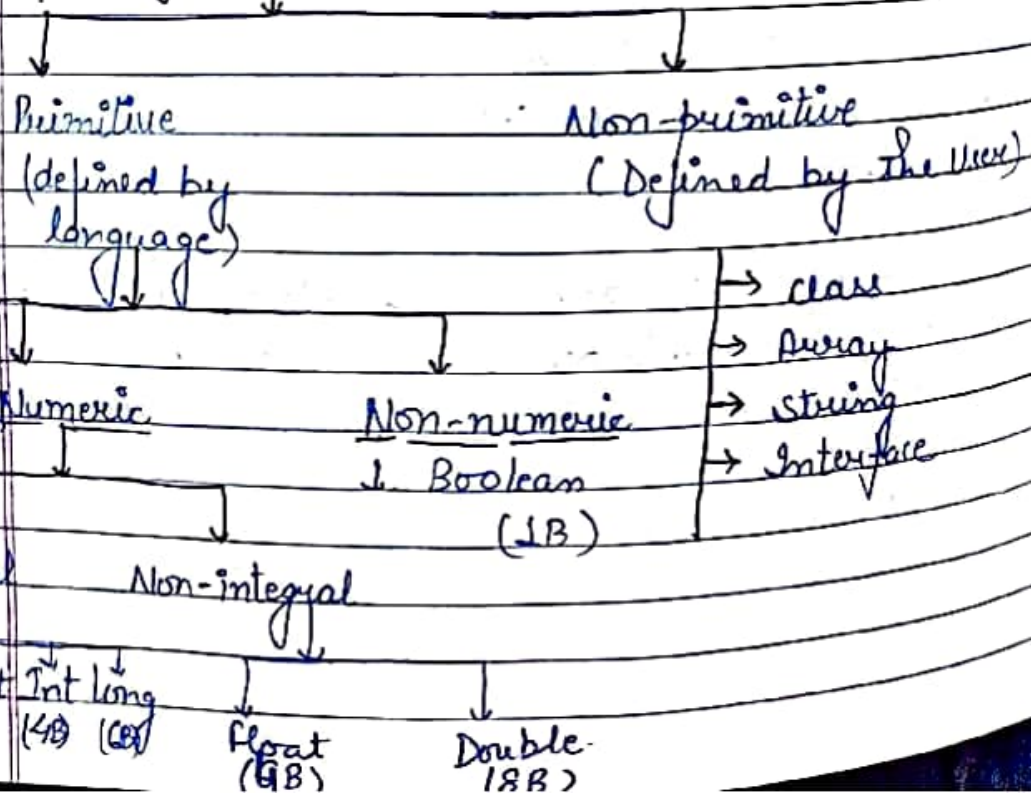 Primitive
(defined by
language)
Non-primitive
(Defined by the User)
→ class
→ Array
→ String
→ Interface
Numeric
Non-numeric
↓ Boolean
(1B)
Non-integral
Int long
(4B)
Float
(4B)
Double
(8B)